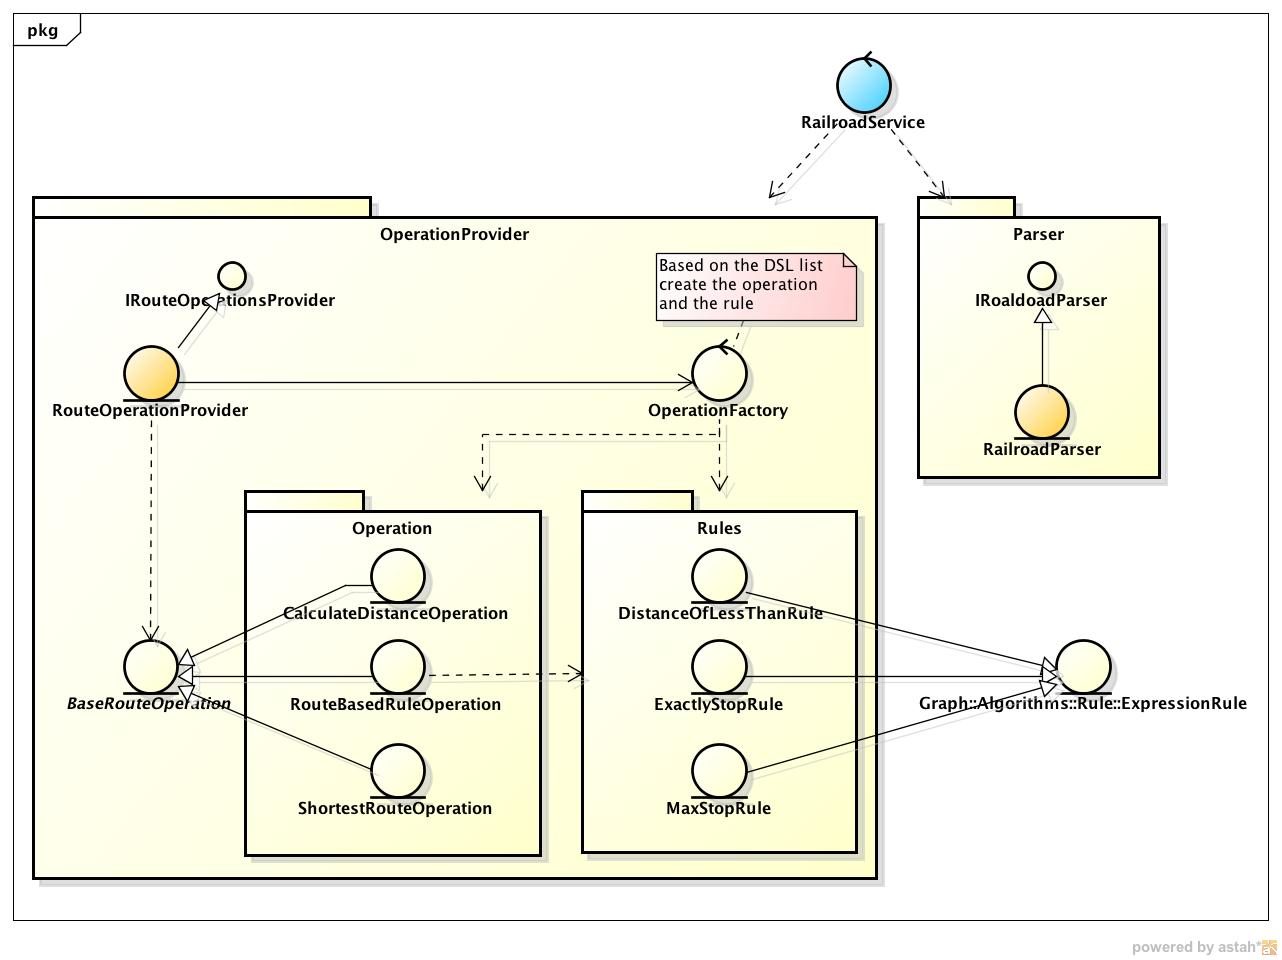 pkg
RailroadService
OperationProvider
Parser
Based on the DSL list
create the operation
and the rule
IRouteOperationsProvider
IRoaldoadParser
RouteOperationProvider
OperationFactory
RailroadParser
Operation
Rules
CalculateDistanceOperation
DistanceOfLessThanRule
BaseRouteOperation
RouteBasedRuleOperation
ExactlyStopRule
Graph::Algorithms::Rule::ExpressionRule
ShortestRouteOperation
MaxStopRule
powered by astah*